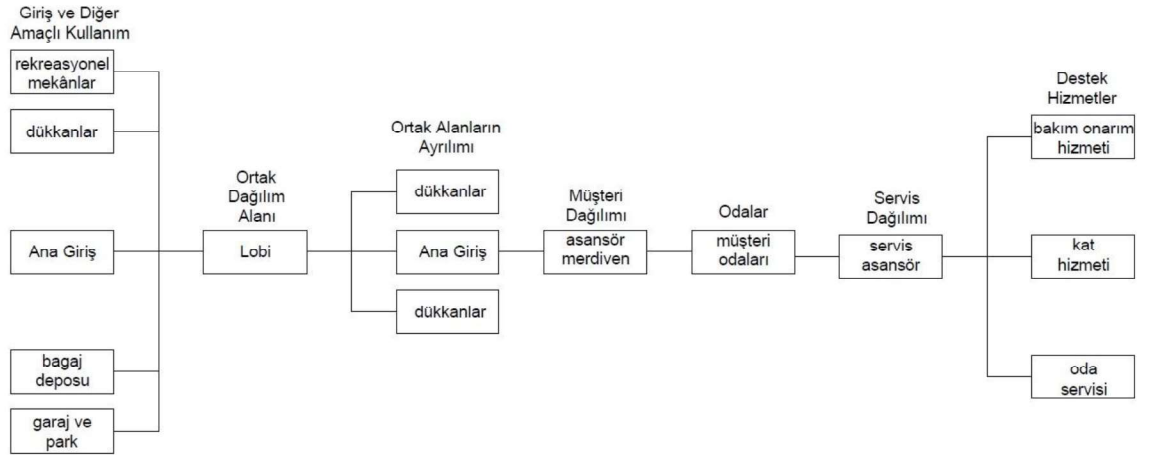 Giriş ve Diğer
Amaçlı Kullanım
rekreasyonel
mekânlar
dükkanlar
Ana Giriş
bagaj
deposu
garaj ve
park
Ortak
Dağılım
Alanı
Lobi
Ortak Alanların
Ayrılımı
dükkanlar
Ana Giriş
dükkanlar
Müşteri
Dağılımı
asansör
merdiven
Odalar
müşteri
odaları
Servis
Dağılımı
servis
asansör
Destek
Hizmetler
bakım onarım
hizmeti
kat
hizmeti
oda
servisi